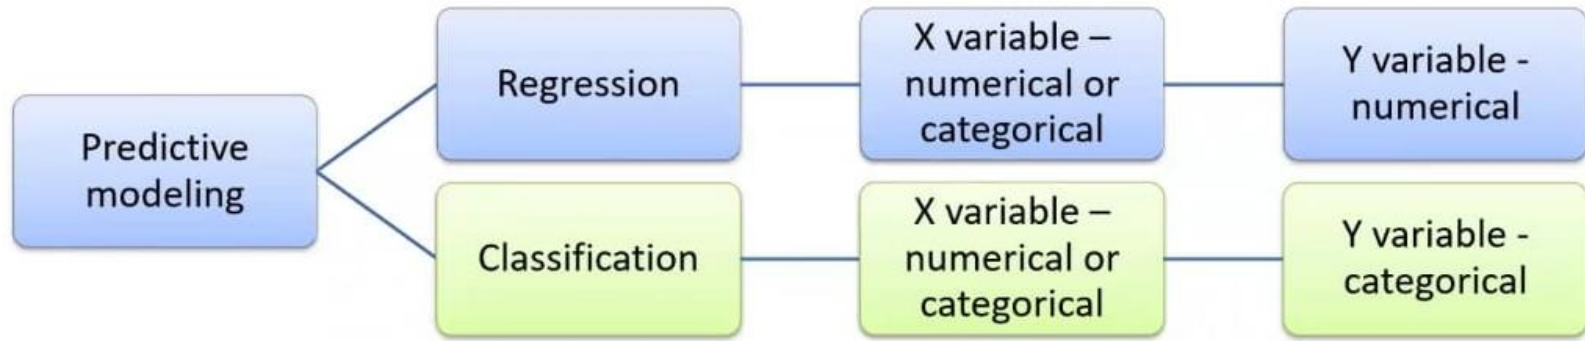 Predictive
modeling
Regression
X variable –
numerical or
categorical
Y variable -
numerical
Classification
X variable –
numerical or
categorical
Y variable -
categorical